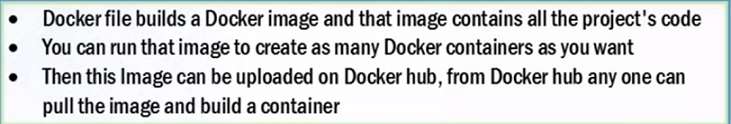 • Docker file builds a Docker image and that image contains all the project's code
• You can run that image to create as many Docker containers as you want
• Then this Image can be uploaded on Docker hub, from Docker hub any one can
pull the image and build a container